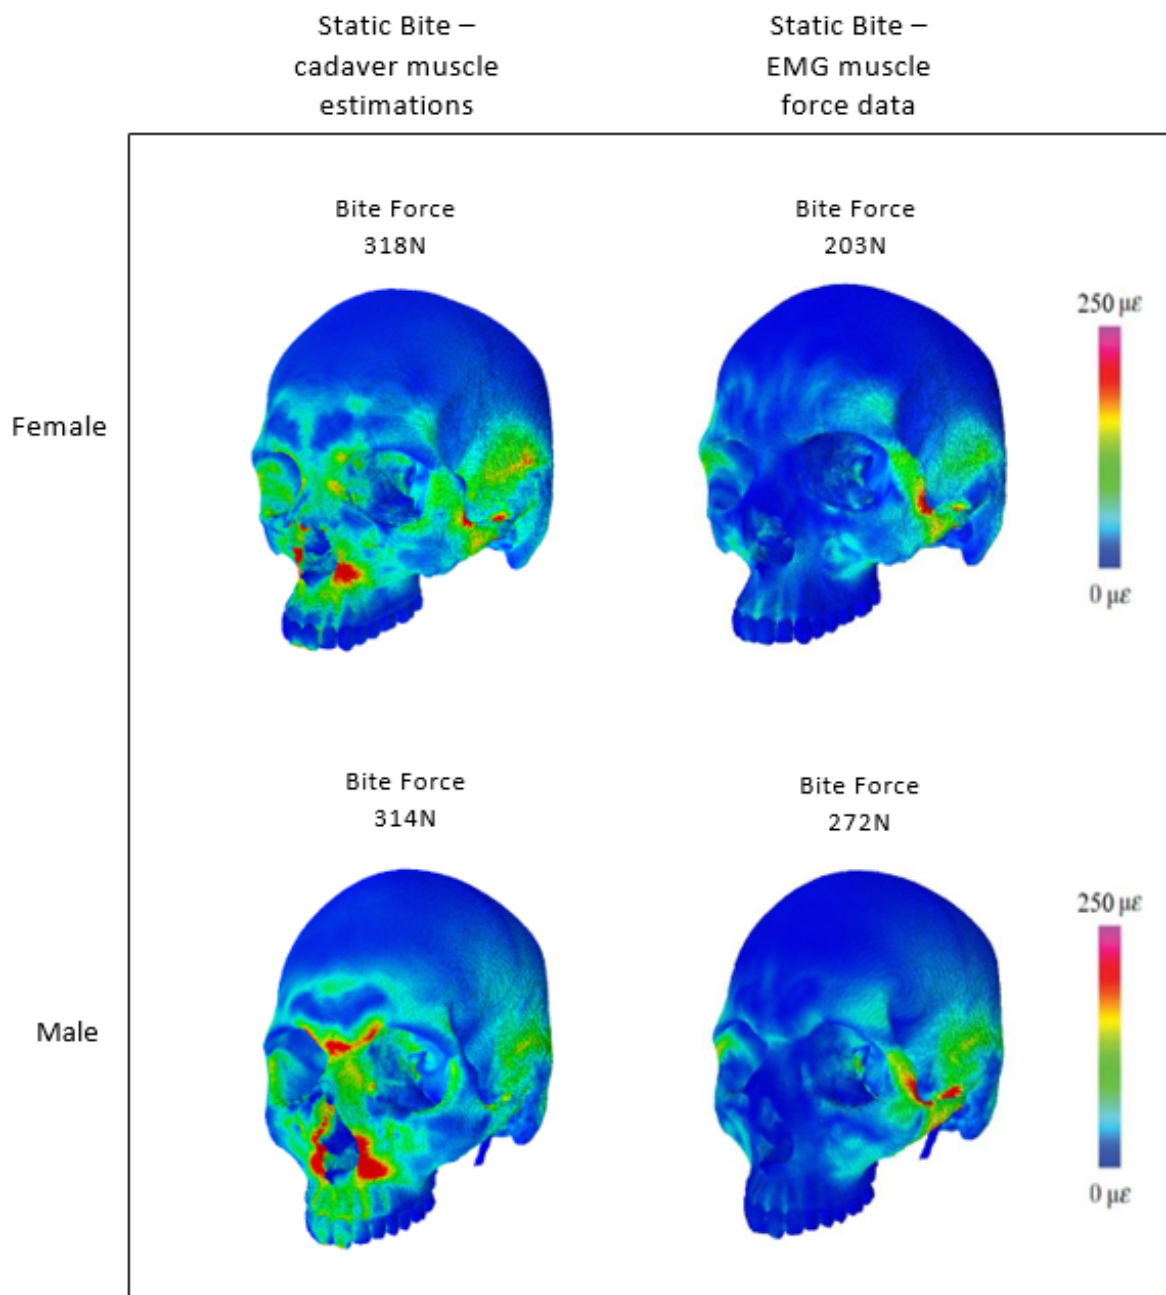 Static Bite –
cadaver muscle
estimations
Static Bite –
EMG muscle
force data
Bite Force
318N
Bite Force
203N
250 με
Female
0 με
Bite Force
314N
Bite Force
272N
250 με
Male
0 με